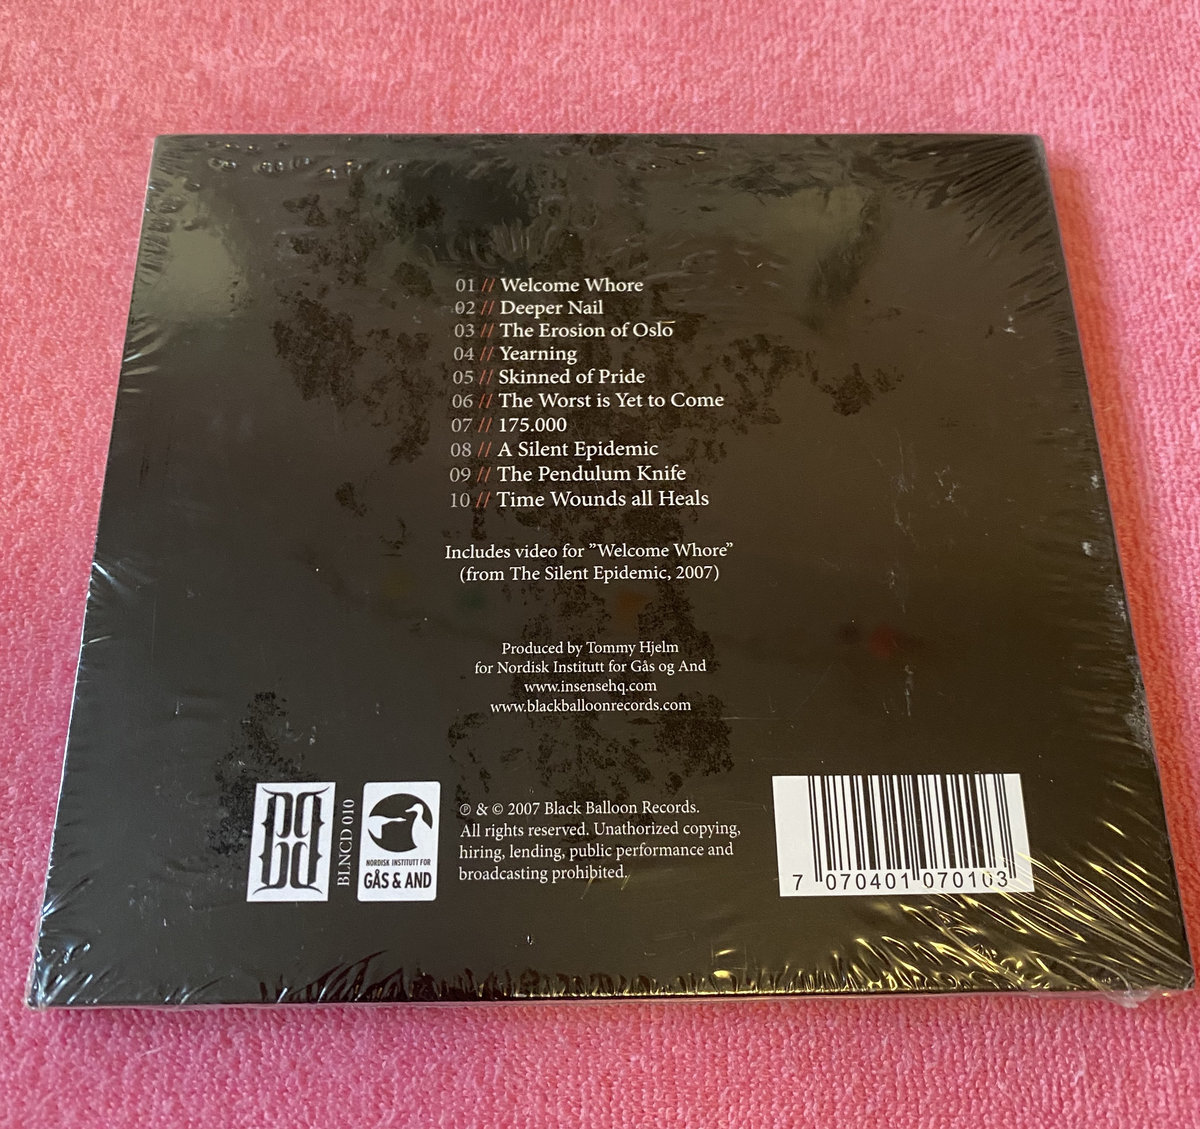 01 // Welcome Whore
02 // Deeper Nail
03 // The Erosion of Oslo
04 // Yearning
05 // Skinned of Pride
06 // The Worst is Yet to Come
07 // 175.000
08 // A Silent Epidemic
09 // The Pendulum Knife
10 // Time Wounds all Heals
Includes video for ”Welcome Whore”
(from The Silent Epidemic, 2007)
Produced by Tommy Hjelm
for Nordisk Institutt for Gås og And
www.insensehq.com
www.blackballoonrecords.com
BLNCD 010
NORDISK INSTITUTT FOR
GÅS & AND
℗ & © 2007 Black Balloon Records.
All rights reserved. Unathorized copying,
hiring, lending, public performance and
broadcasting prohibited.
7 070401 070103